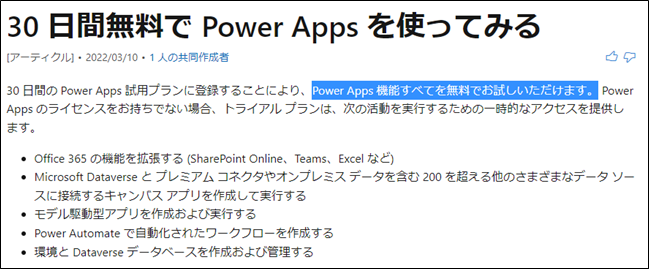 30 日間無料で Power Apps を使ってみる
[アーティクル] • 2022/03/10 • 1 人の共同作成者
30 日間の Power Apps 試用プランに登録することにより、Power Apps 機能すべてを無料でお試しいただけます。 Power
Apps のライセンスをお持ちでない場合、トライアル プランは、次の活動を実行するための一時的なアクセスを提供し
ます。
• Office 365 の機能を拡張する (SharePoint Online、Teams、Excel など)
• Microsoft Dataverse と プレミアム コネクタやオンプレミス データを含む 200 を超える他のさまざまなデータ ソー
スに接続するキャンバス アプリを作成して実行する
• モデル駆動型アプリを作成および実行する
• Power Automate で自動化されたワークフローを作成する
• 環境と Dataverse データベースを作成および管理する